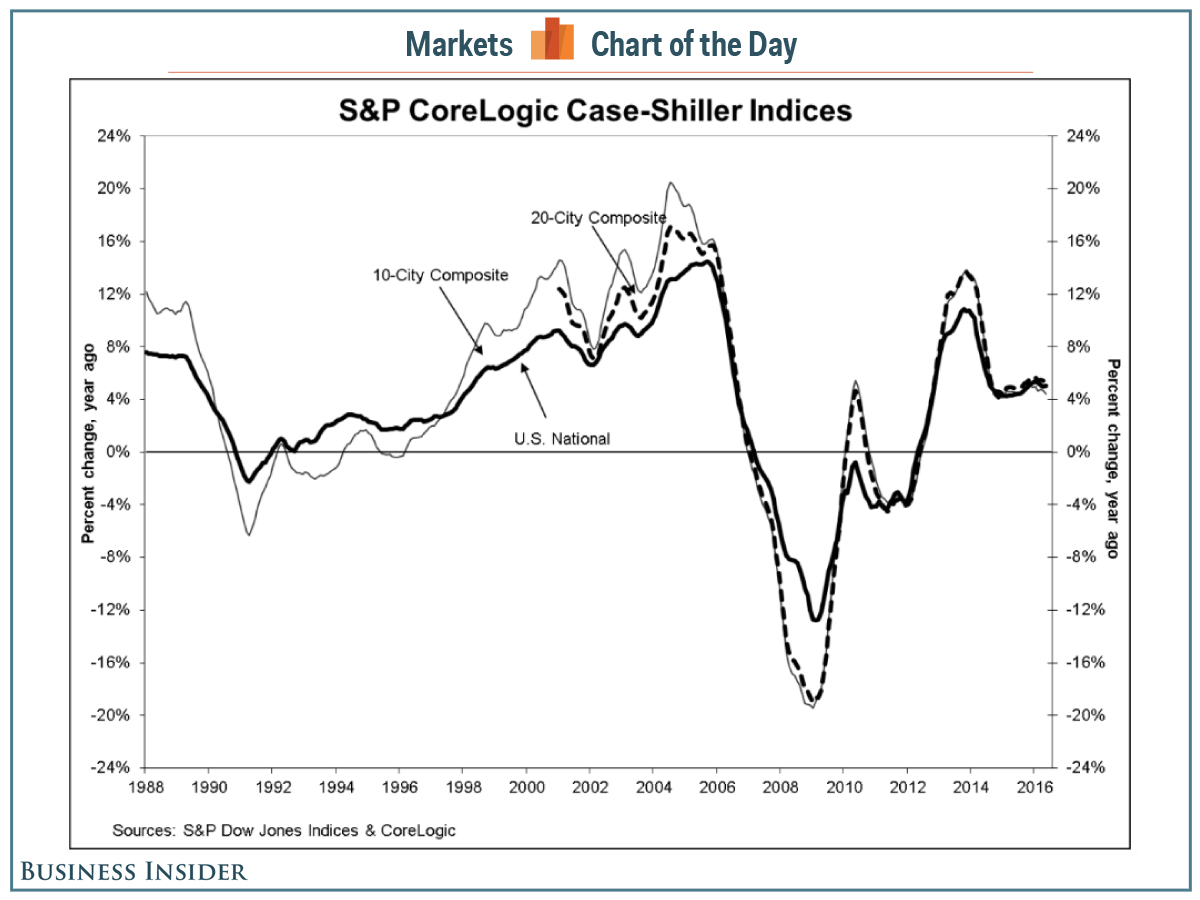 Markets Chart of the Day
S&P CoreLogic Case-Shiller Indices
24% 24%
20% 20%
20-City Composite
16% 16%
10-City Composite
12% 12%
8% 8%
4% 4%
U.S. National
0% 0%
-4% -4%
-8% -8%
-12% -12%
-16% -16%
-20% -20%
-24% -24%
Percent change, year ago
Percent change, year ago
1988 1990 1992 1994 1996 1998 2000 2002 2004 2006 2008 2010 2012 2014 2016
Sources: S&P Dow Jones Indices & CoreLogic
BUSINESS INSIDER